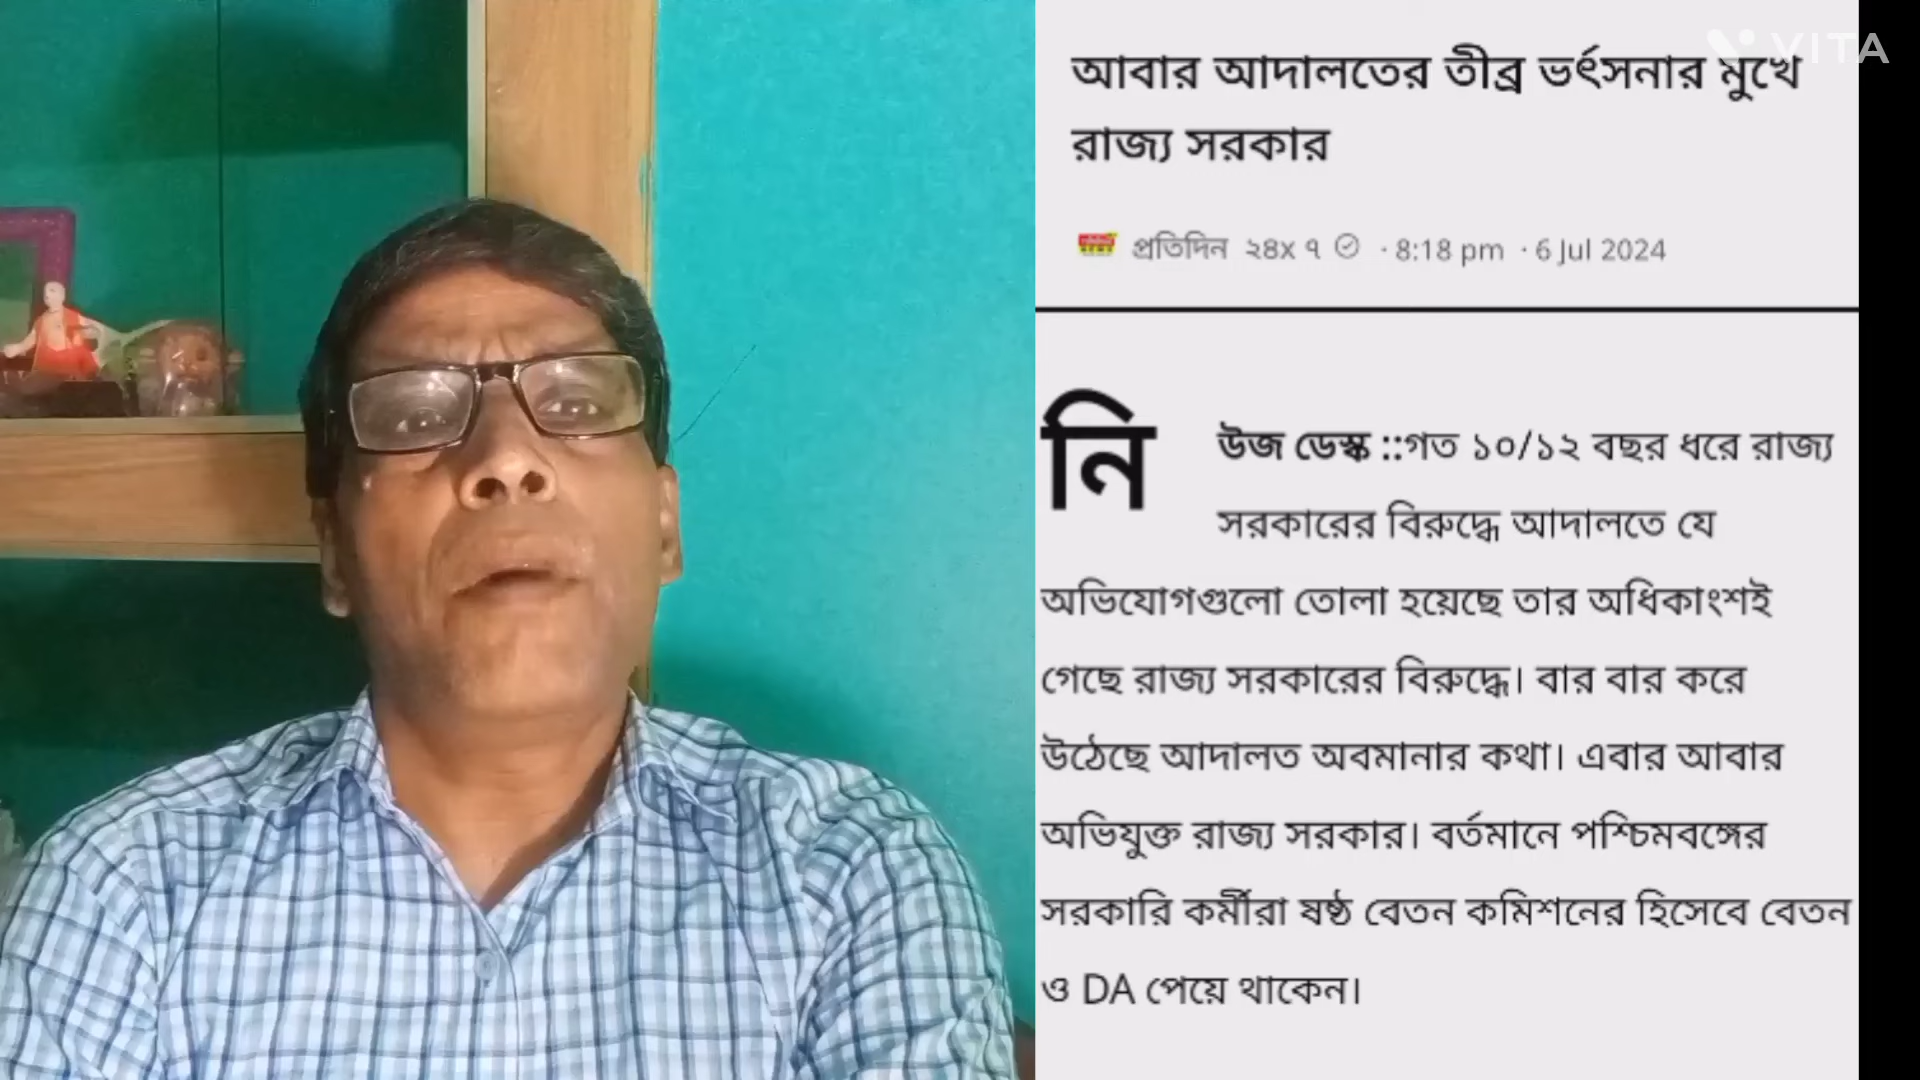 VITA
আবার আদালতের তীব্র ভর্ৎসনার মুখে
রাজ্য সরকার
প্রতিদিন ২৪x ৭ · 8:18 pm · 6 Jul 2024
নি
উজ ডেস্ক ::গত ১০/১২ বছর ধরে রাজ্য
সরকারের বিরুদ্ধে আদালতে যে
অভিযোগগুলো তোলা হয়েছে তার অধিকাংশই
গেছে রাজ্য সরকারের বিরুদ্ধে। বার বার করে
উঠেছে আদালত অবমানার কথা। এবার আবার
অভিযুক্ত রাজ্য সরকার। বর্তমানে পশ্চিমবঙ্গের
সরকারি কর্মীরা ষষ্ঠ বেতন কমিশনের হিসেবে বেতন
ও DA পেয়ে থাকেন।